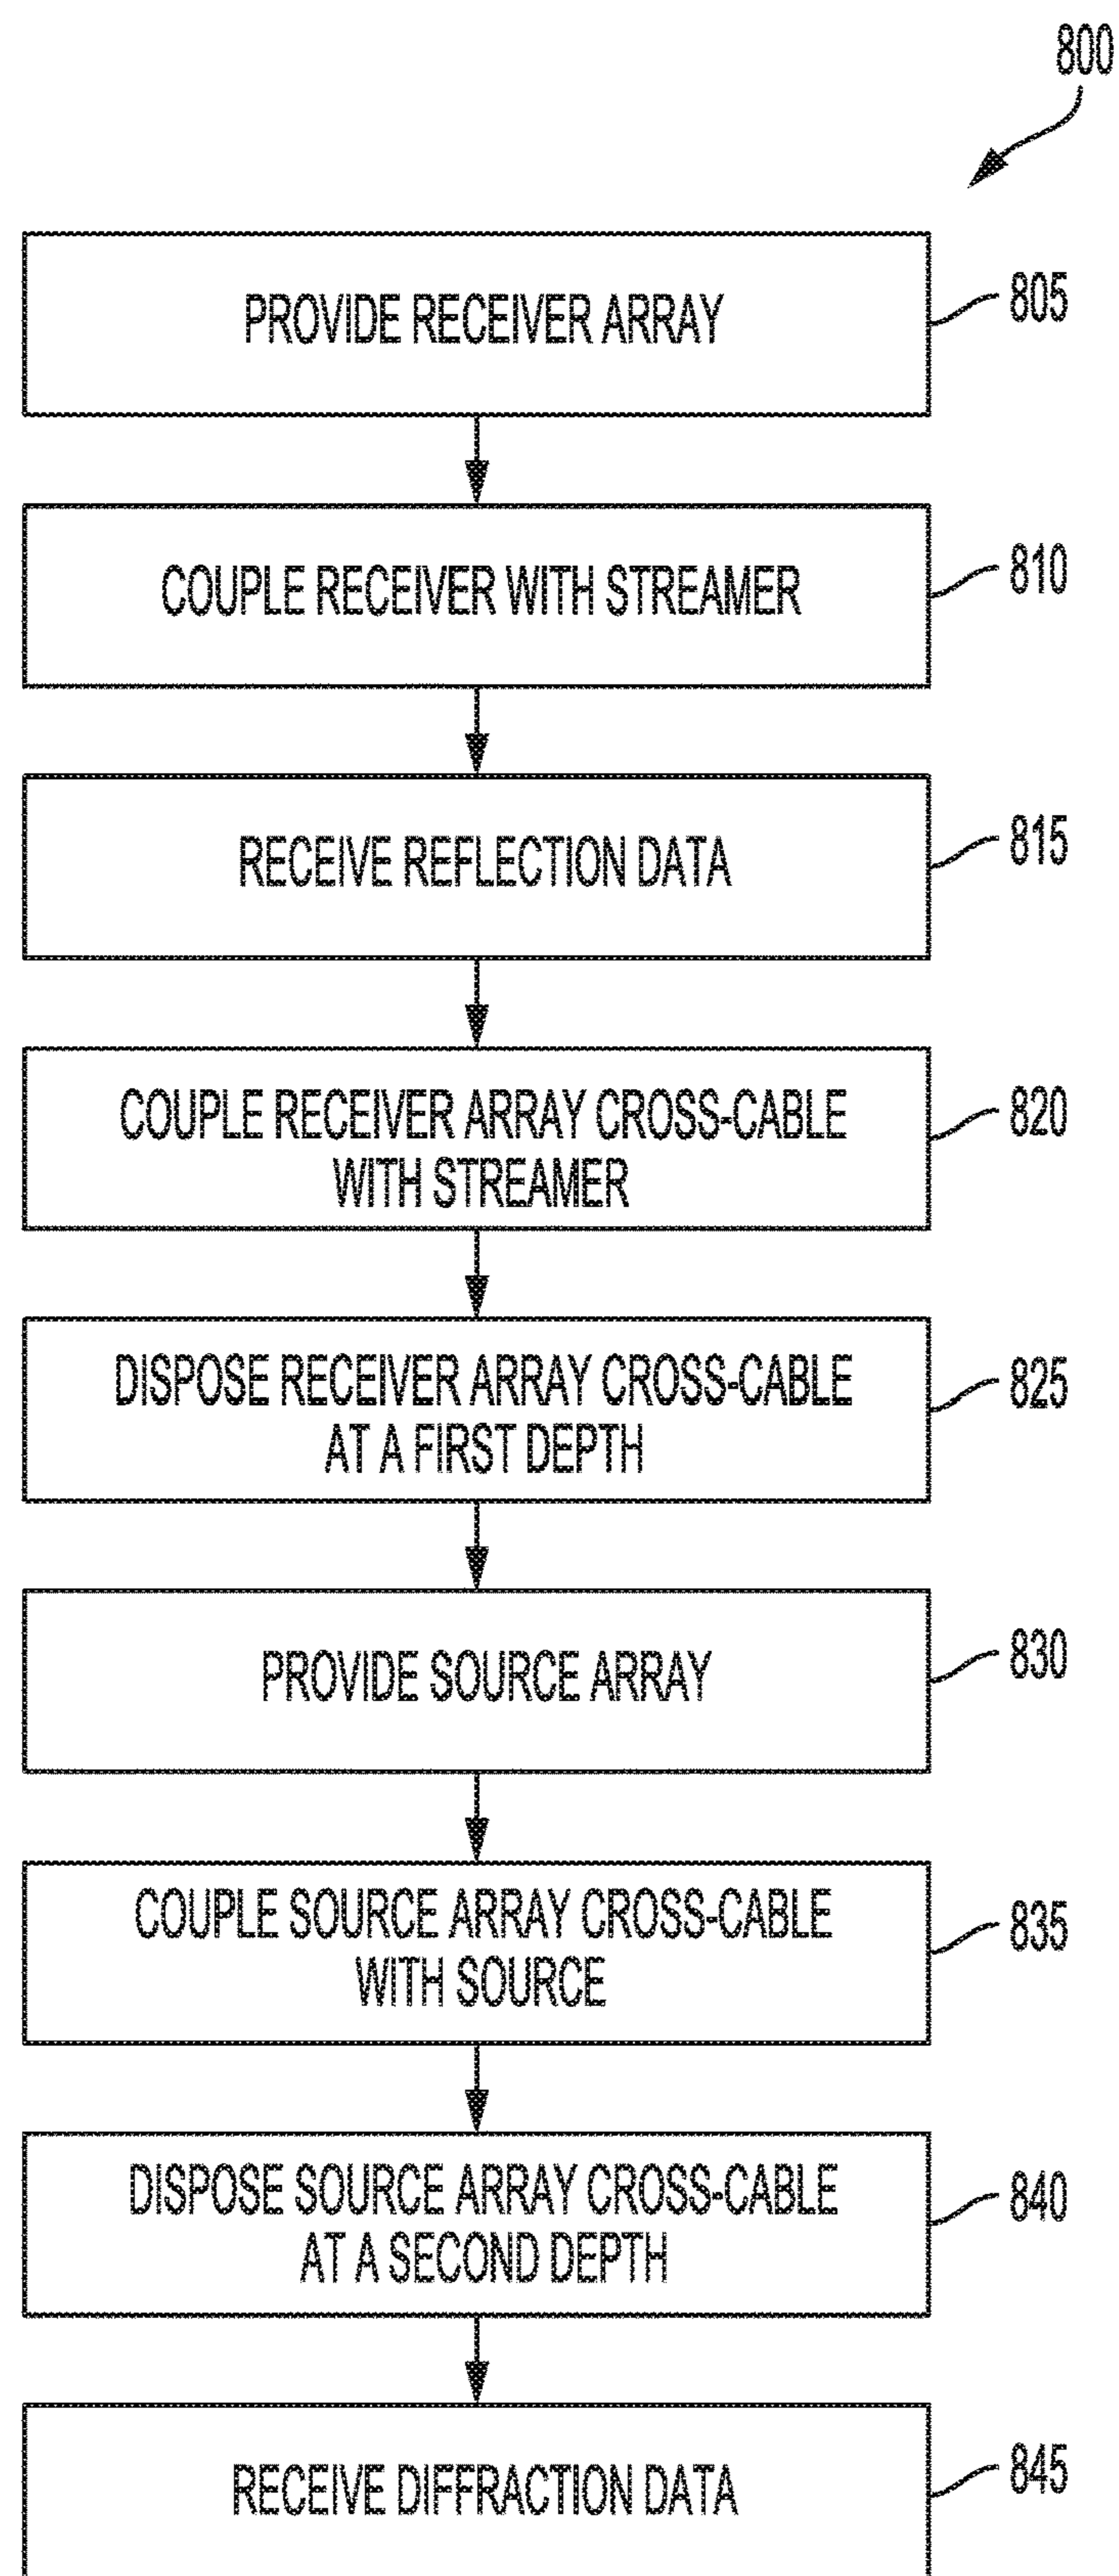 800
PROVIDE RECEIVER ARRAY
805
COUPLE RECEIVER WITH STREAMER
810
RECEIVE REFLECTION DATA
815
COUPLE RECEIVER ARRAY CROSS-CABLE
WITH STREAMER
820
DISPOSE RECEIVER ARRAY CROSS-CABLE
AT A FIRST DEPTH
825
PROVIDE SOURCE ARRAY
830
COUPLE SOURCE ARRAY CROSS-CABLE
WITH SOURCE
835
DISPOSE SOURCE ARRAY CROSS-CABLE
AT A SECOND DEPTH
840
RECEIVE DIFFRACTION DATA
845